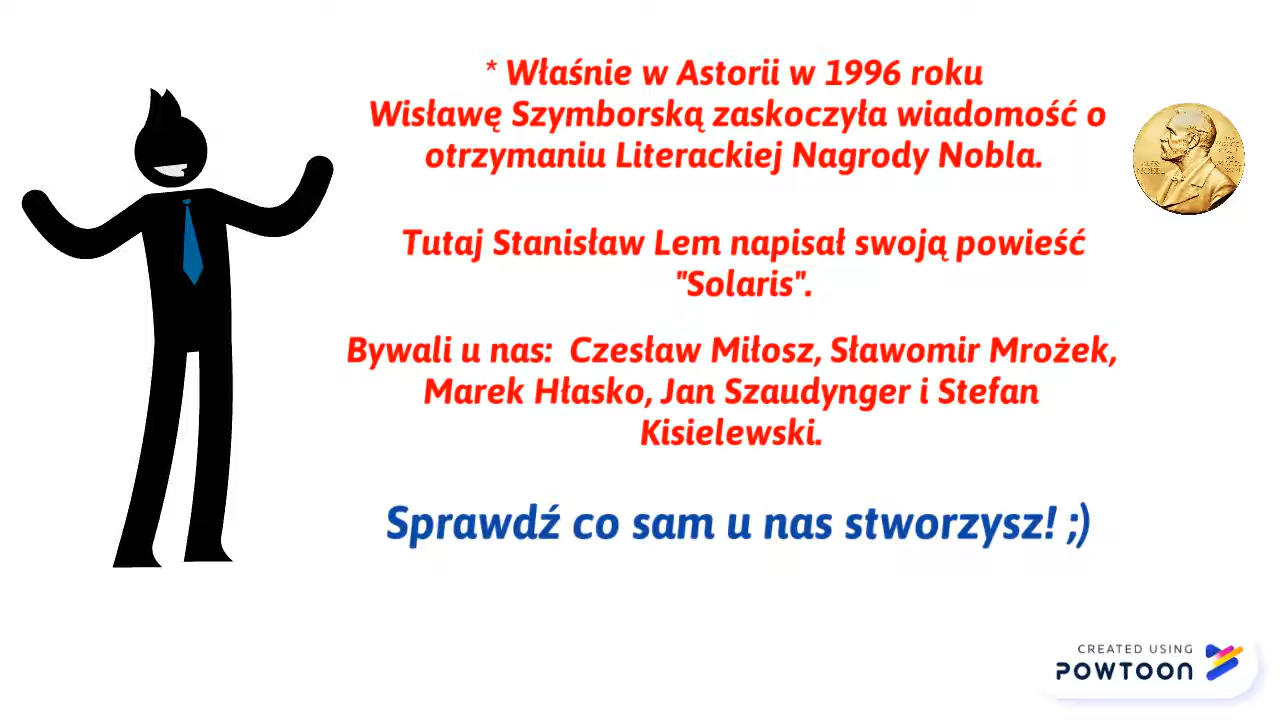 * Właśnie w Astorii w 1996 roku
Wisławę Szymborską zaskoczyła wiadomość o
otrzymaniu Literackiej Nagrody Nobla.
Tutaj Stanisław Lem napisał swoją powieść
"Solaris".
Bywali u nas: Czesław Miłosz, Sławomir Mrożek,
Marek Hłasko, Jan Szaudynger i Stefan
Kisielewski.
Sprawdź co sam u nas stworzysz! ;)
CREATED USING
POWTOON